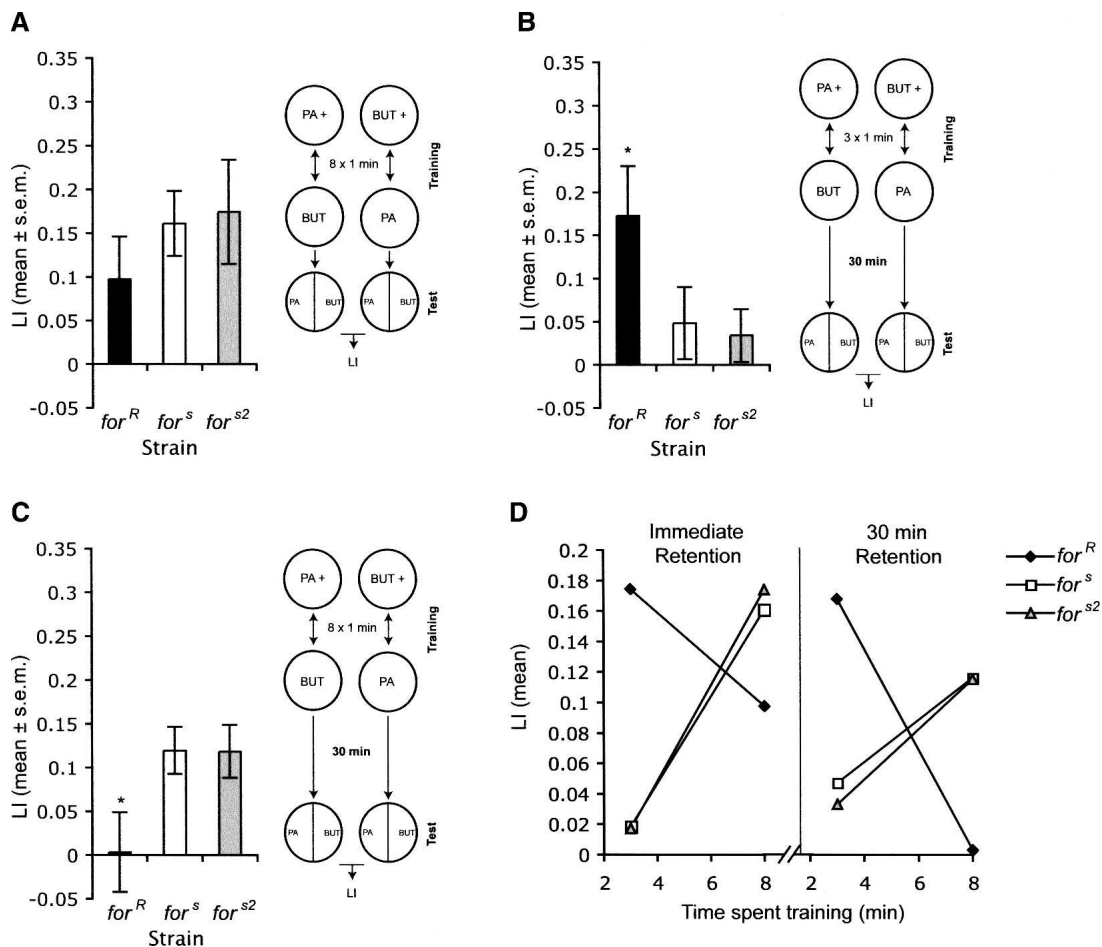 A
0.35
0.3
0.25
0.2
0.15
0.1
0.05
0
-0.05
LI (mean ± s.e.m.)
for R
for s
for s2
Strain
PA +
BUT +
8 x 1 min
Training
BUT
PA
PA
BUT
PA
BUT
Test
LI
B
0.35
0.3
0.25
0.2
0.15
0.1
0.05
0
-0.05
LI (mean ± s.e.m.)
*
for R
for s
for s2
Strain
PA +
BUT +
3 x 1 min
Training
BUT
PA
30 min
PA
BUT
PA
BUT
Test
LI
C
0.35
0.3
0.25
0.2
0.15
0.1
0.05
0
-0.05
LI (mean ± s.e.m.)
*
for R
for s
for s2
Strain
PA +
BUT +
8 x 1 min
Training
BUT
PA
30 min
PA
BUT
PA
BUT
Test
LI
D
Immediate
Retention
30 min
Retention
0.2
0.18
0.16
0.14
0.12
0.1
0.08
0.06
0.04
0.02
0
LI (mean)
2
4
6
8
2
4
6
8
Time spent training (min)
for R
for s
for s2